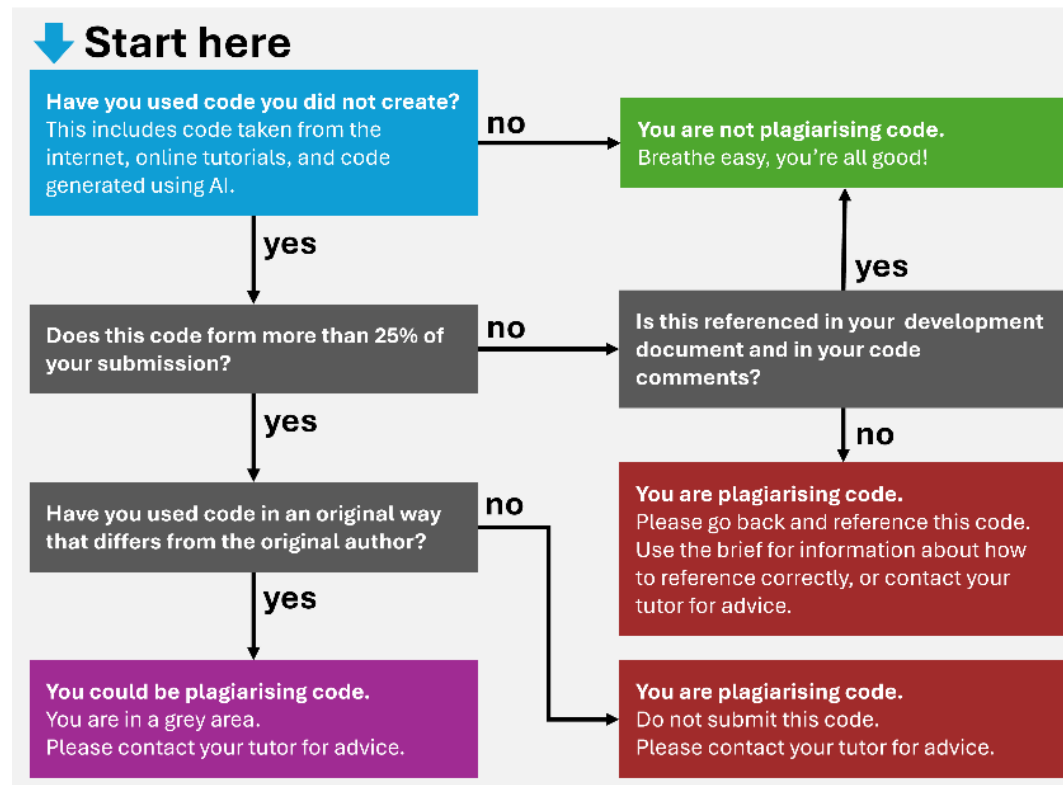 Start here
Have you used code you did not create?
This includes code taken from the
internet, online tutorials, and code
generated using AI.
no
You are not plagiarising code.
Breathe easy, you're all good!
yes
yes
Does this code form more than 25% of
your submission?
no
Is this referenced in your development
document and in your code
comments?
yes
no
Have you used code in an original way
that differs from the original author?
no
You are plagiarising code.
Please go back and reference this code.
Use the brief for information about how
to reference correctly, or contact your
tutor for advice.
yes
You could be plagiarising code.
You are in a grey area.
Please contact your tutor for advice.
You are plagiarising code.
Do not submit this code.
Please contact your tutor for advice.